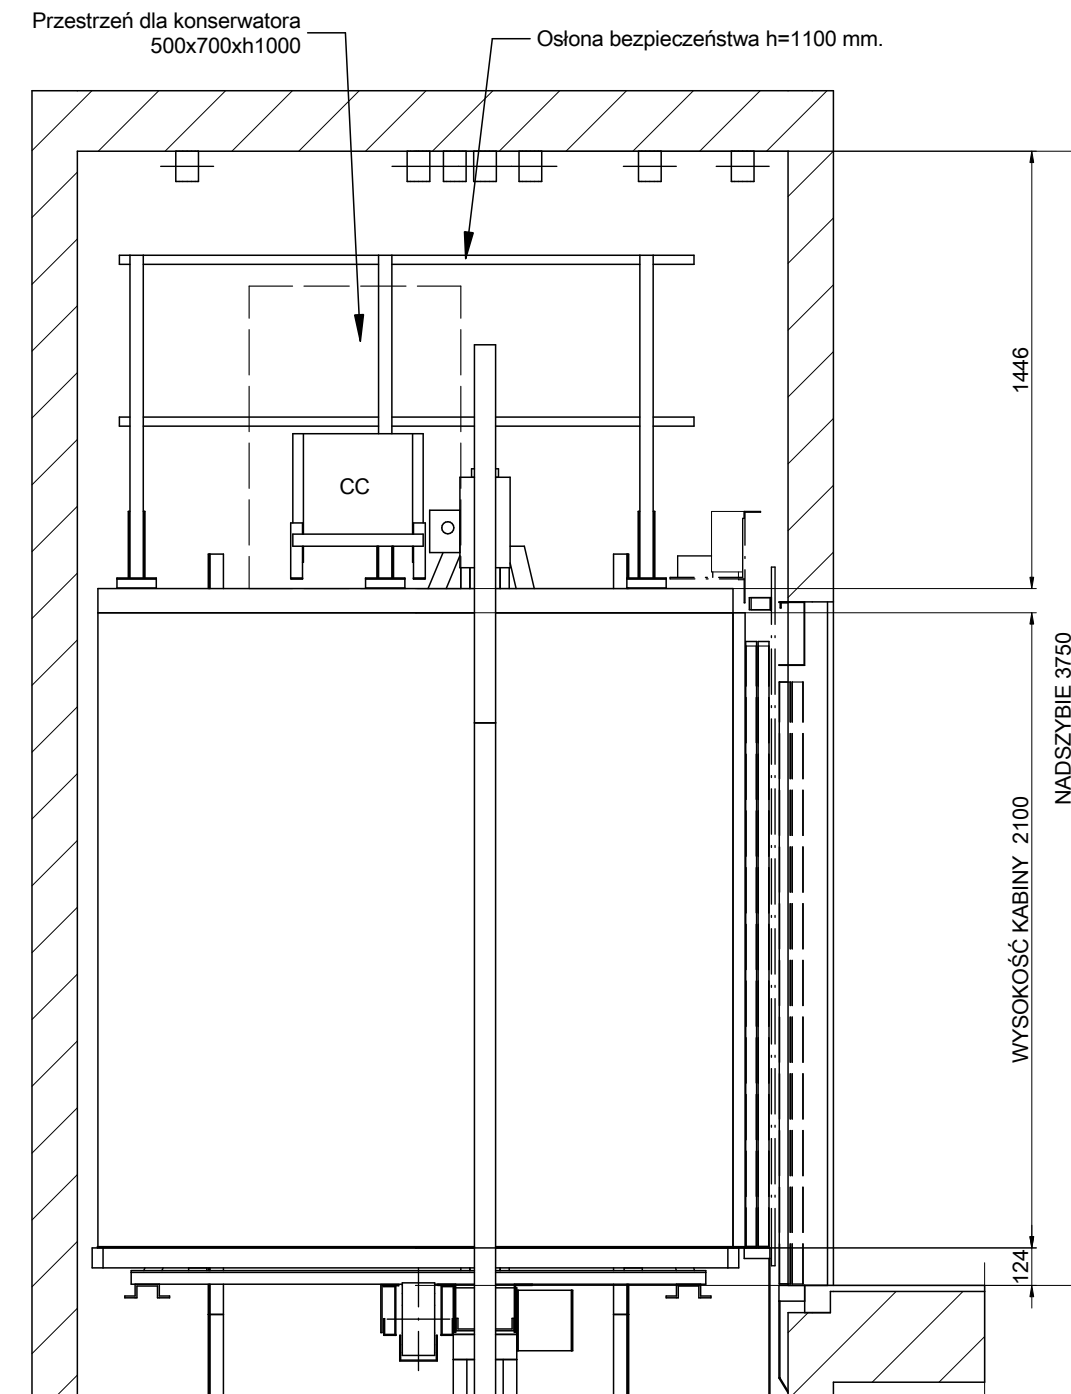 Przestrzeń dla konserwatora
500x700xh1000
Osłona bezpieczeństwa h=1100 mm.
1446
CC
NADSZYBIE 3750
WYSOKOŚĆ KABINY 2100
124